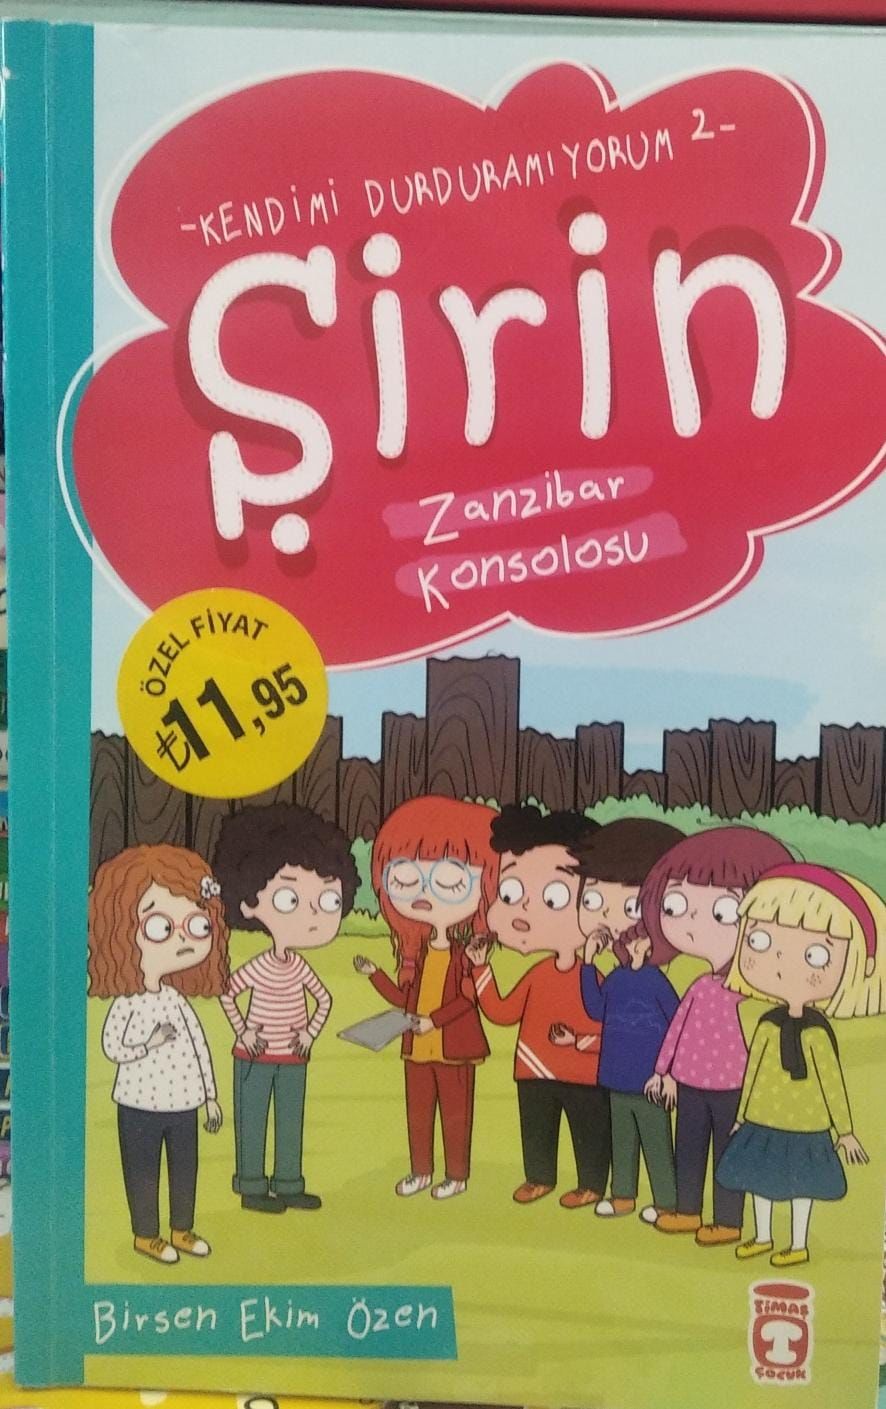 -KENDİMİ DURDURAMIYORUM 2-
Şirin
Zanzibar
Konsolosu
ÖZEL FİYAT
₺11,95
Birsen Ekim Özen
TİMAŞ
ÇOCUK